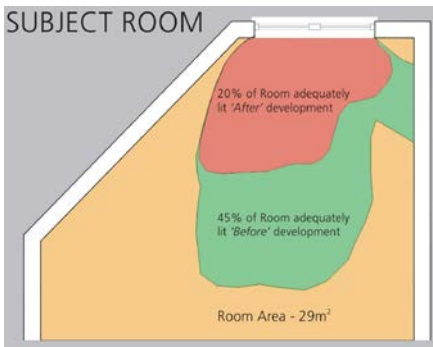 SUBJECT ROOM
20% of Room adequately
lit 'After' development
45% of Room adequately
lit 'Before' development
Room Area - 29m²